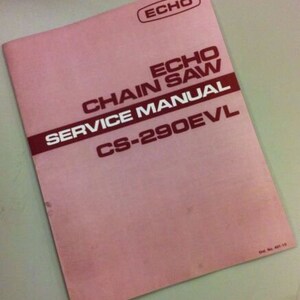 ECHO
ECHO
CHAIN SAW
SERVICE MANUAL
CS-290EVL